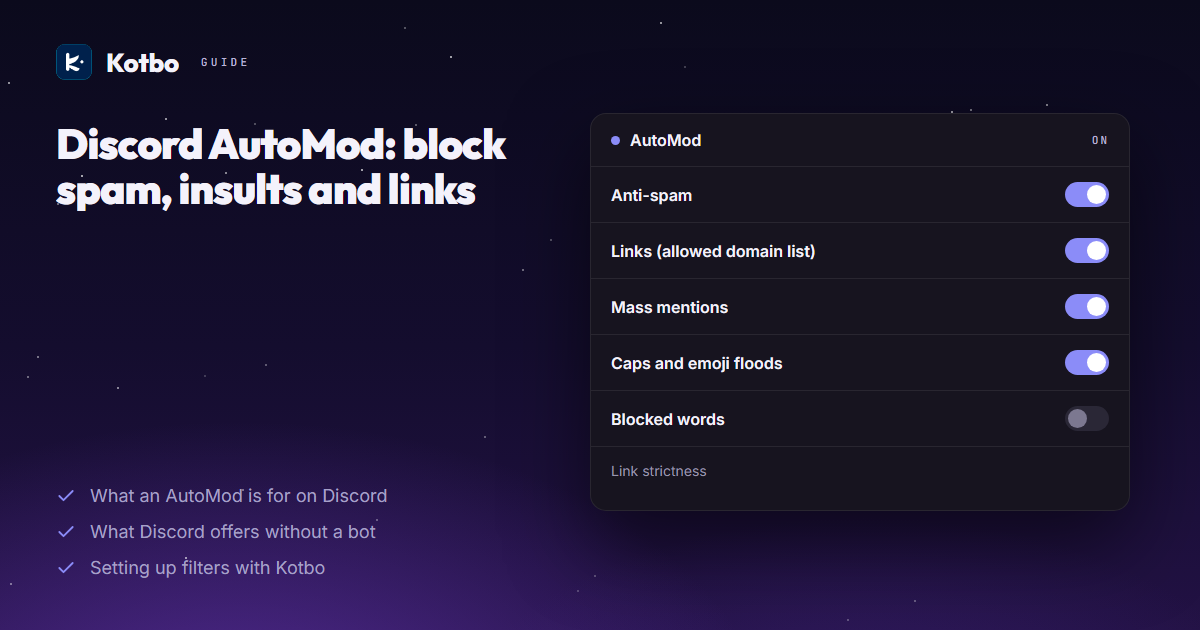 Kotbo GUIDE
Discord AutoMod: block
spam, insults and links
What an AutoMod is for on Discord
What Discord offers without a bot
Setting up filters with Kotbo
AutoMod ON
Anti-spam
Links (allowed domain list)
Mass mentions
Caps and emoji floods
Blocked words
Link strictness